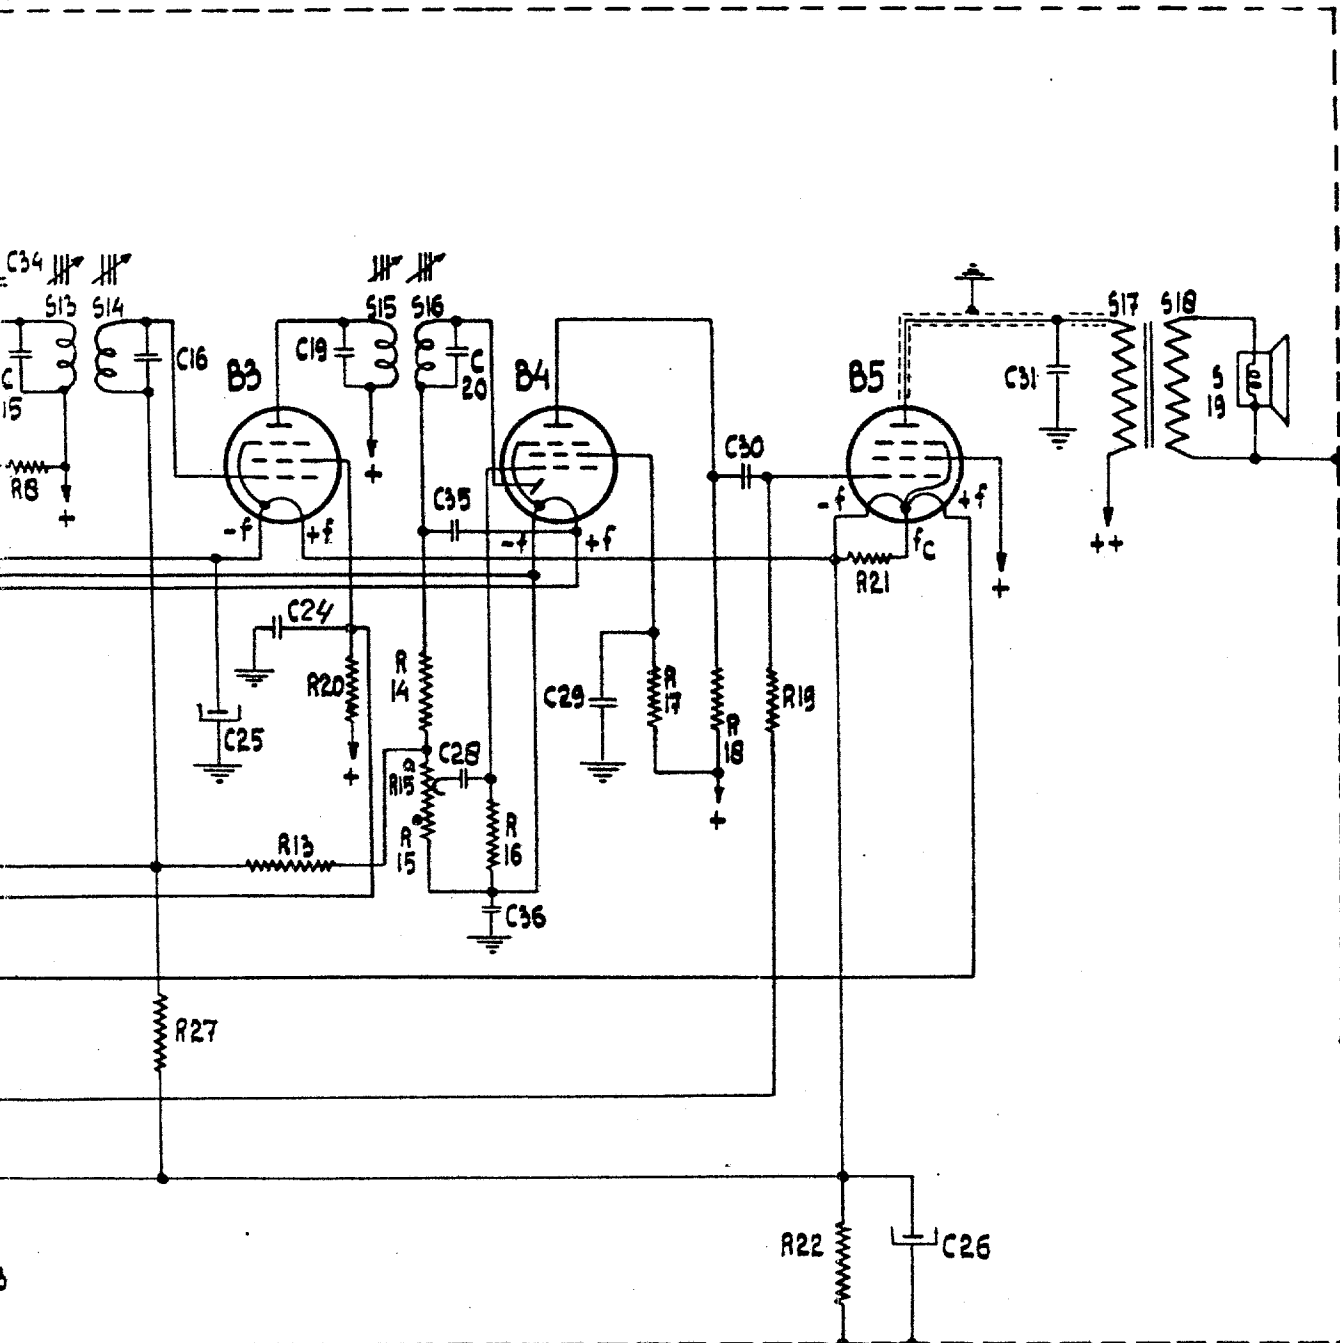 C34
S13 S14
S15 S16
S17 S18
C
15
C16
B3
C19
C
20
B4
B5
C31
S
19
R8
+
+
C35
C30
-f
+f
-f
+f
-f
+f
fc
R21
+
++
C24
R20
R
14
C29
R
17
R19
C25
+
C28
a
R15
R
18
+
R13
R
15
R
16
C36
R27
R22
C26